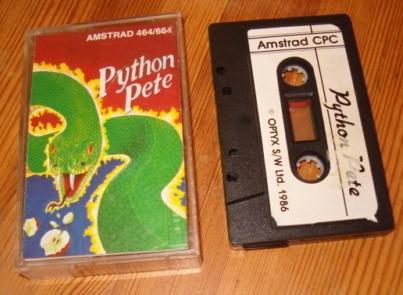 AMSTRAD 464/664
Python
Pete
Amstrad CPC
Python Pete
© OPTYX S/W Ltd. 1986